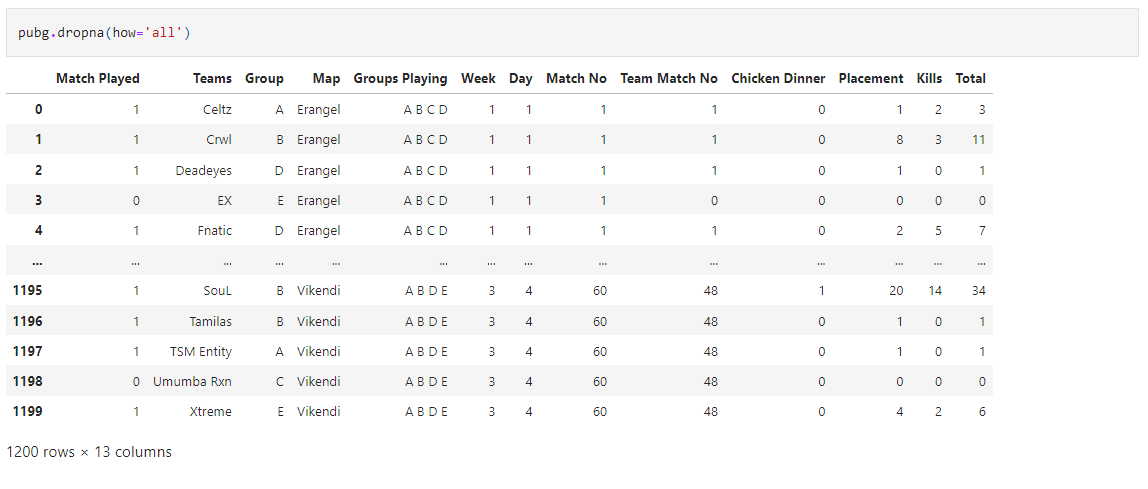 pubg.dropna(how='all')
Match Played Teams Group Map Groups Playing Week Day Match No Team Match No Chicken Dinner Placement Kills Total
0 1 Celtz A Erangel A B C D 1 1 1 1 0 1 2 3
1 1 Crwl B Erangel A B C D 1 1 1 1 0 8 3 11
2 1 Deadeyes D Erangel A B C D 1 1 1 1 0 1 0 1
3 0 EX E Erangel A B C D 1 1 1 0 0 0 0 0
4 1 Fnatic D Erangel A B C D 1 1 1 1 0 2 5 7
... ... ... ... ... ... ... ... ... ... ... ... ... ...
1195 1 SouL B Vikendi A B D E 3 4 60 48 1 20 14 34
1196 1 Tamilas B Vikendi A B D E 3 4 60 48 0 1 0 1
1197 1 TSM Entity A Vikendi A B D E 3 4 60 48 0 1 0 1
1198 0 Umumba Rxn C Vikendi A B D E 3 4 60 48 0 0 0 0
1199 1 Xtreme E Vikendi A B D E 3 4 60 48 0 4 2 6
1200 rows × 13 columns